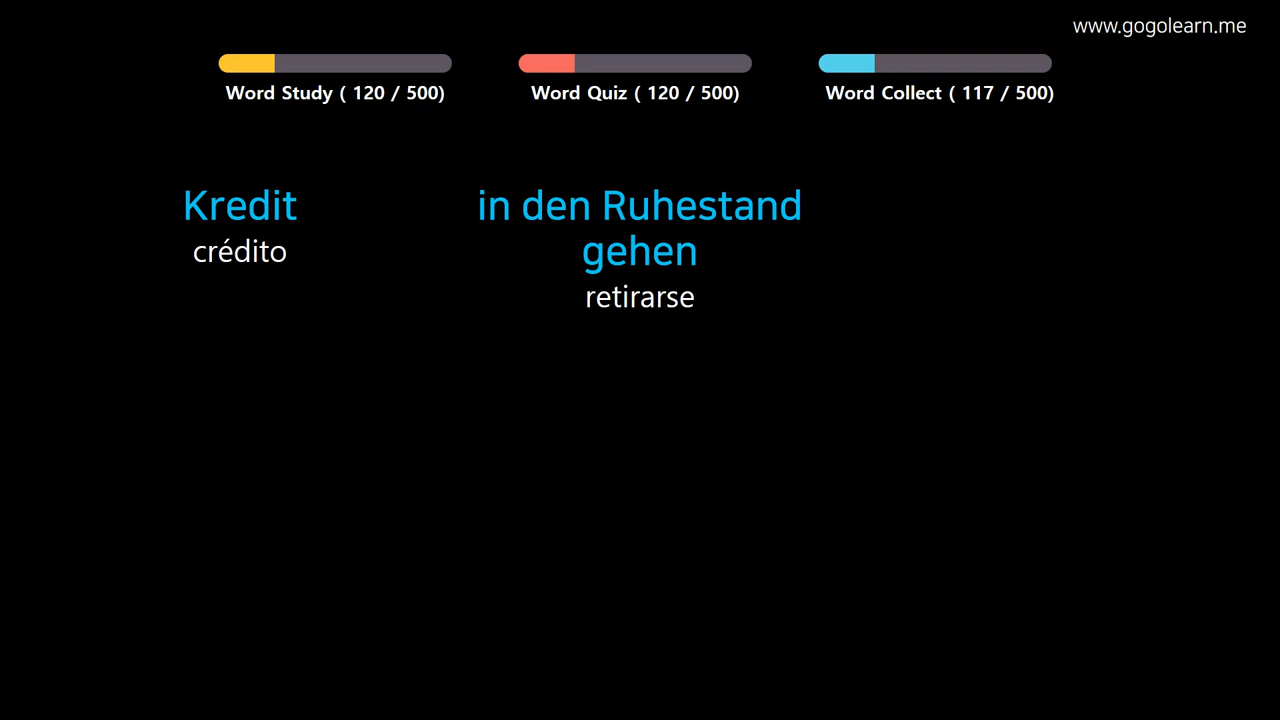 www.gogolearn.me
Word Study ( 120 / 500)
Word Quiz ( 120 / 500)
Word Collect ( 117 / 500)
Kredit
crédito
in den Ruhestand
gehen
retirarse